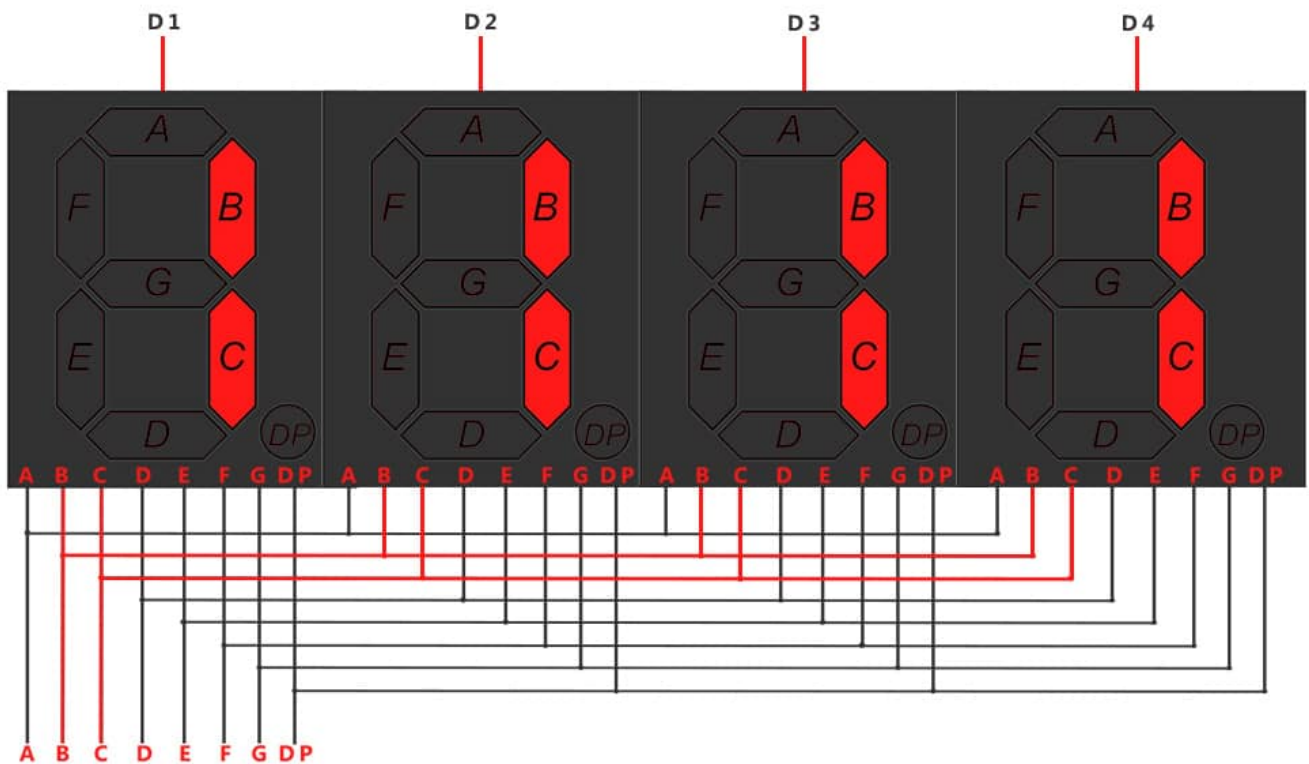 D1 D2 D3 D4
A A A A
F B F B F B F B
G G G G
E C E C E C E C
D DP D DP D DP D DP
A B C D E F G DP A B C D E F G DP A B C D E F G DP A B C D E F G DP
A B C D E F G DP